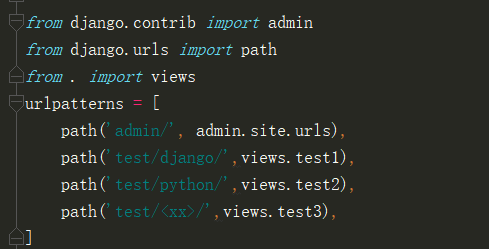 from django.contrib import admin
from django.urls import path
from . import views
urlpatterns = [
    path('admin/', admin.site.urls),
    path('test/django/',views.test1),
    path('test/python/',views.test2),
    path('test/<xx>/',views.test3),
]